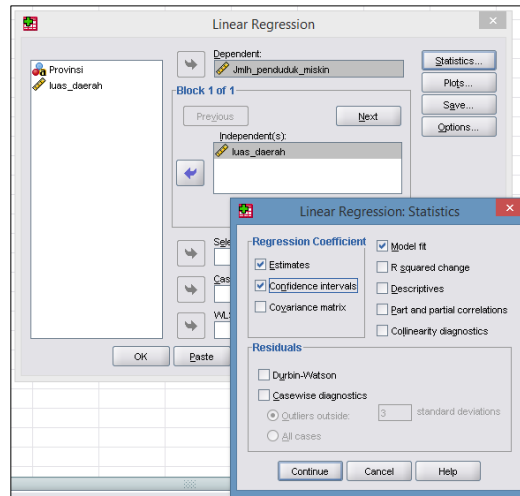 Linear Regression
Provinsi
luas_daerah
Dependent:
Jmlh_penduduk_miskin
Block 1 of 1
Previous
Next
Independent(s):
luas_daerah
Statistics...
Plots...
Save...
Options...
WLS
OK
Paste
Linear Regression: Statistics
Regression Coefficient
Estimates
Confidence intervals
Covariance matrix
Model fit
R squared change
Descriptives
Part and partial correlations
Collinearity diagnostics
Residuals
Durbin-Watson
Casewise diagnostics
Outliers outside:
3
standard deviations
All cases
Continue
Cancel
Help